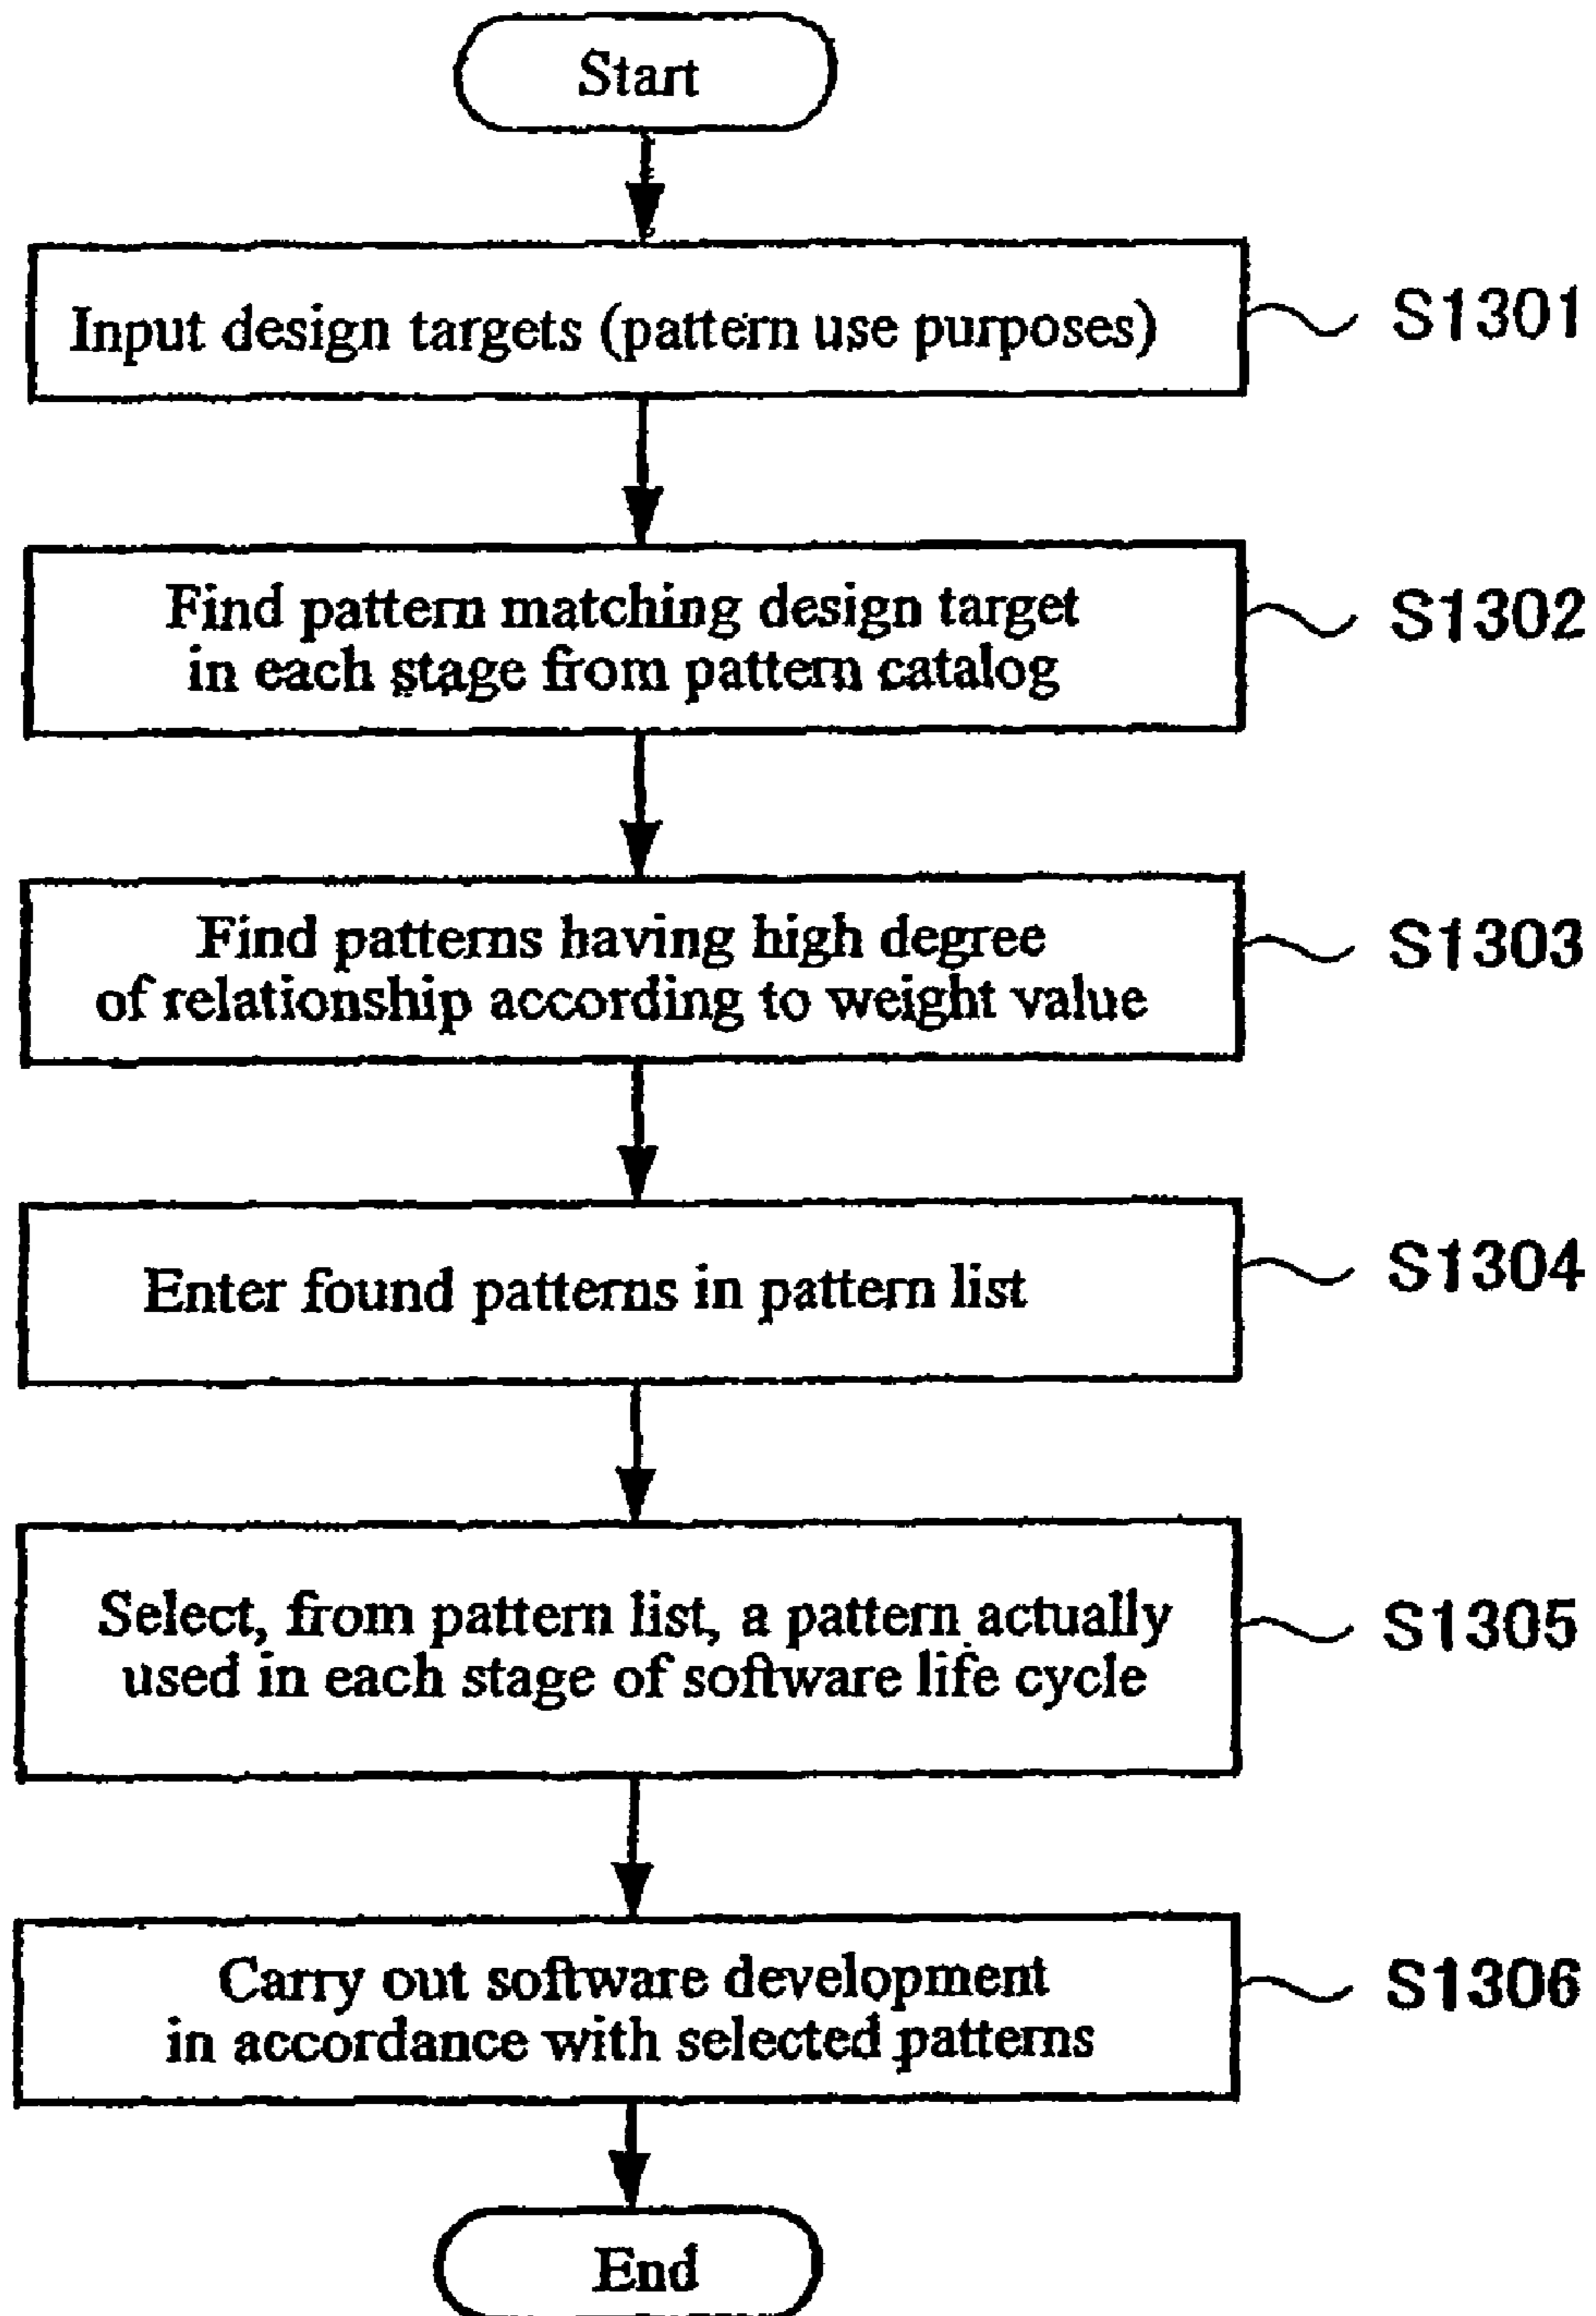 Start
Input design targets (pattern use purposes)
S1301
Find pattern matching design target
in each stage from pattern catalog
S1302
Find patterns having high degree
of relationship according to weight value
S1303
Enter found patterns in pattern list
S1304
Select, from pattern list, a pattern actually
used in each stage of software life cycle
S1305
Carry out software development
in accordance with selected patterns
S1306
End